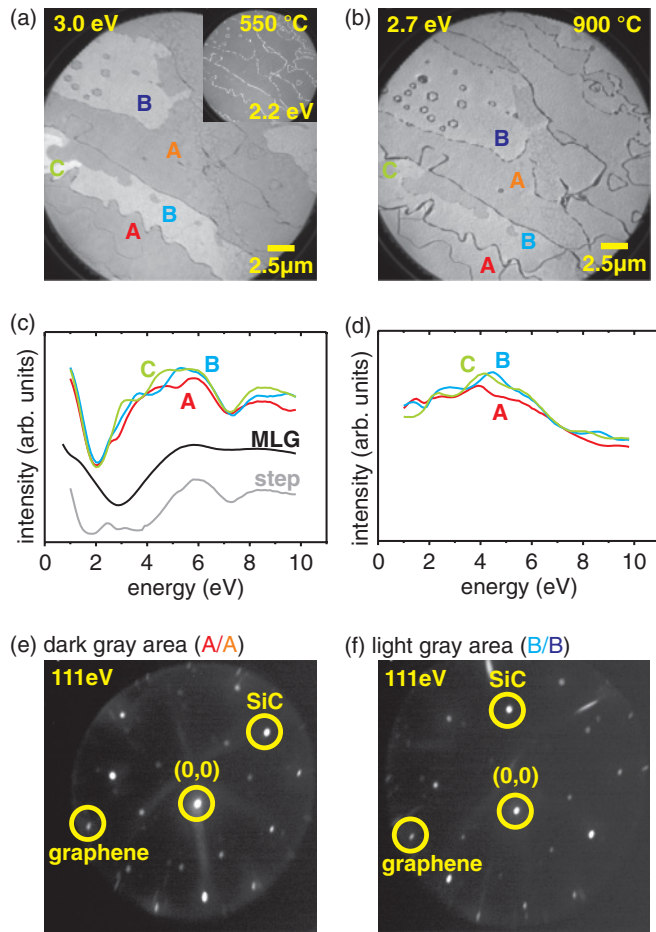 (a) 3.0 eV 550 °C
2.2 eV
B
A
C
B
A
2.5µm
(b) 2.7 eV 900 °C
B
A
C
B
A
2.5µm
(c)
intensity (arb. units)
C B
A
MLG
step
0 2 4 6 8 10
energy (eV)
(d)
intensity (arb. units)
C B
A
0 2 4 6 8 10
energy (eV)
(e) dark gray area (A/A)
111eV
SiC
(0,0)
graphene
(f) light gray area (B/B)
111eV
SiC
(0,0)
graphene